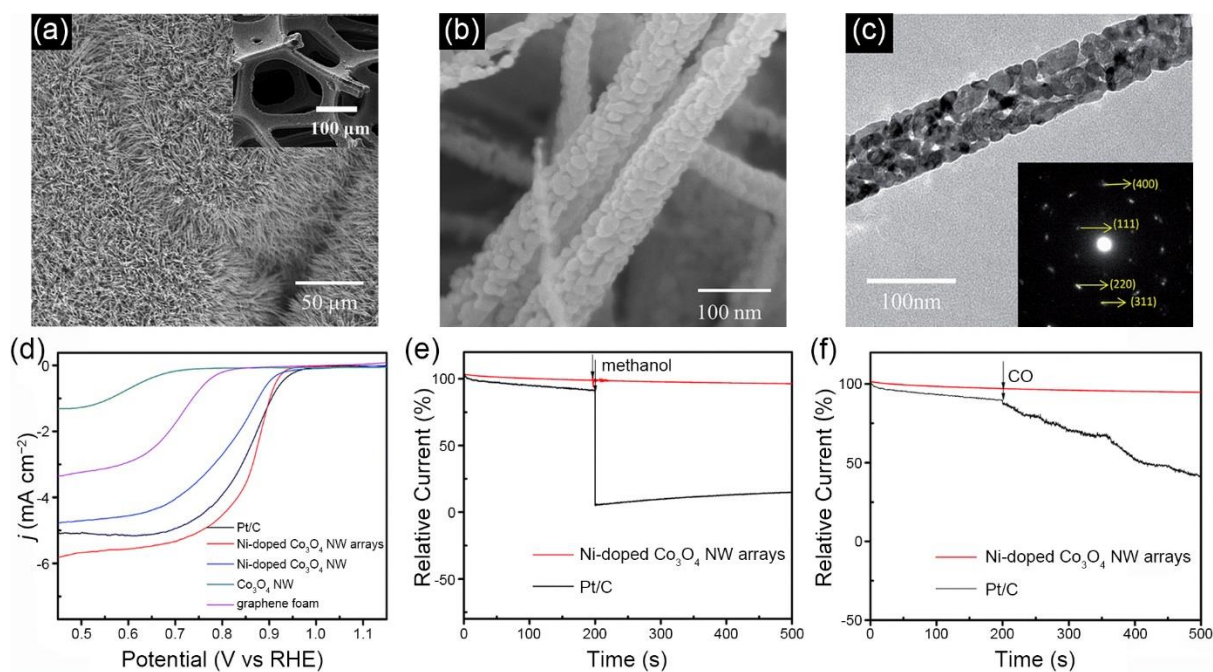 (a)
100 µm
50 µm
(b)
100 nm
(c)
(400)
(111)
(220)
(311)
100nm
(d)
0
-2
-4
-6
j (mA cm⁻²)
Pt/C
Ni-doped Co₃O₄ NW arrays
Ni-doped Co₃O₄ NW
Co₃O₄ NW
graphene foam
0.5 0.6 0.7 0.8 0.9 1.0 1.1
Potential (V vs RHE)
(e)
methanol
100
50
0
-50
Relative Current (%)
Ni-doped Co₃O₄ NW arrays
Pt/C
0 100 200 300 400 500
Time (s)
(f)
CO
100
50
0
-50
Relative Current (%)
Ni-doped Co₃O₄ NW arrays
Pt/C
0 100 200 300 400 500
Time (s)